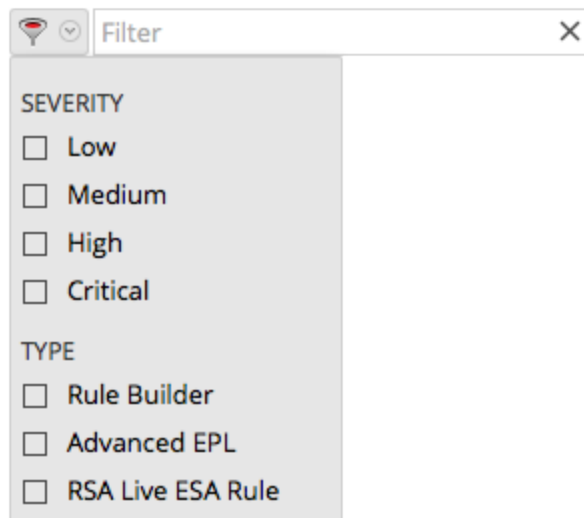 Filter
SEVERITY
Low
Medium
High
Critical
TYPE
Rule Builder
Advanced EPL
RSA Live ESA Rule